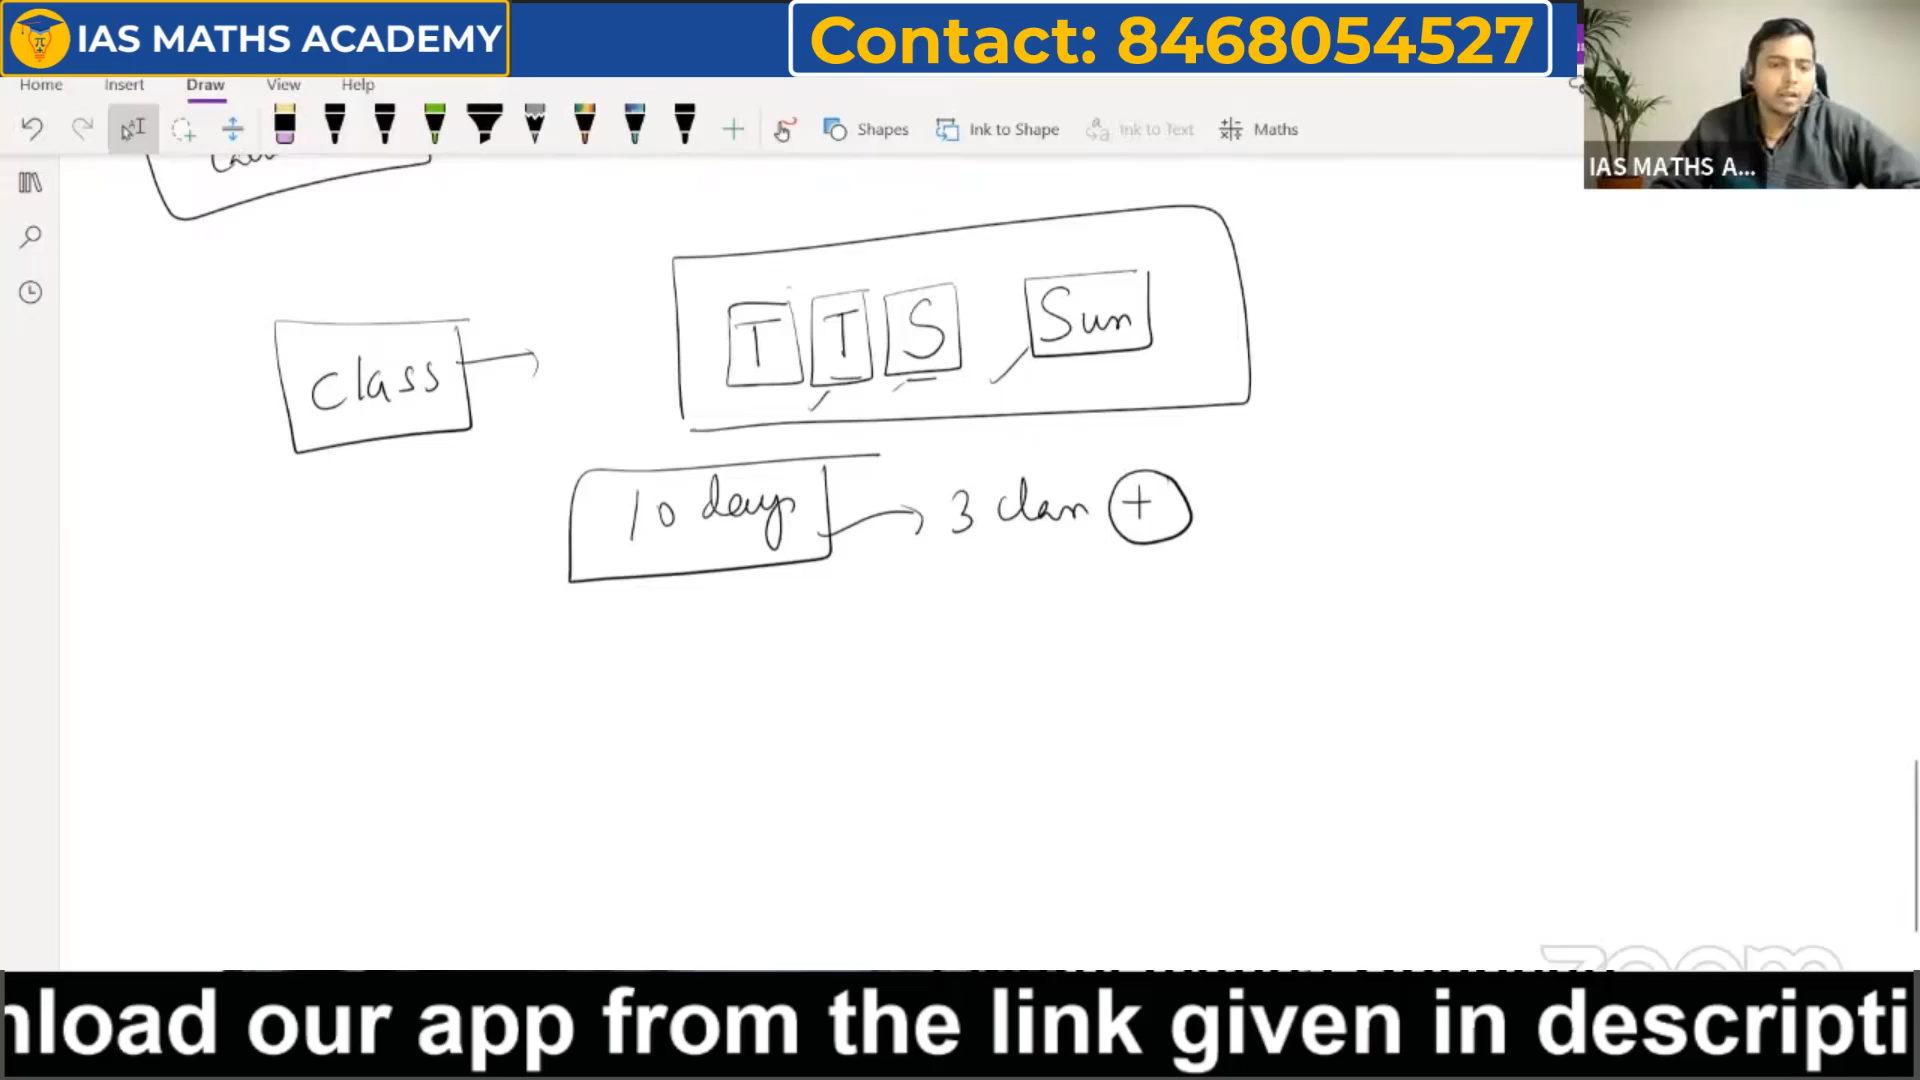 IAS MATHS ACADEMY
Contact: 8468054527
Home Insert Draw View Help
Shapes Ink to Shape Ink to Text Maths
IAS MATHS A...
T T S Sun
class
10 days → 3 class +
zoom
nload our app from the link given in descripti